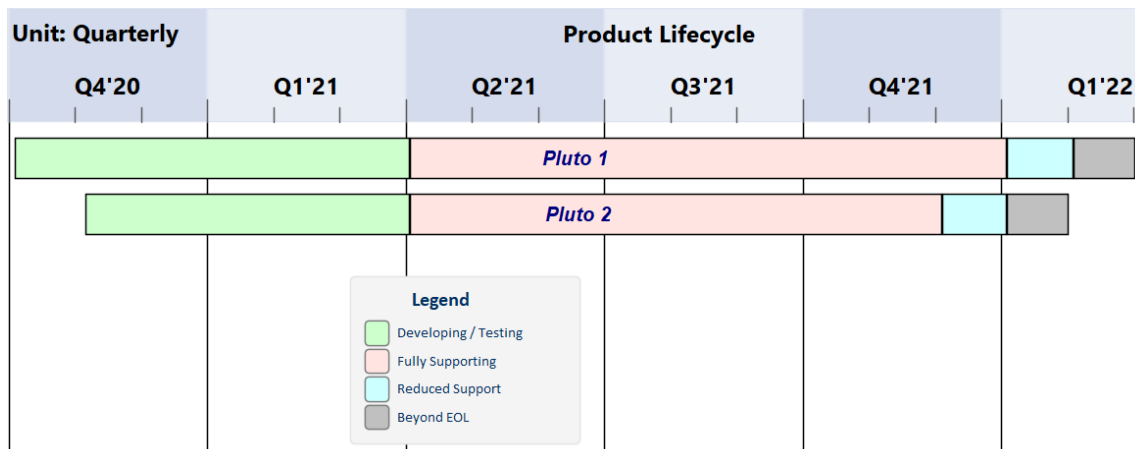 Unit: Quarterly
Product Lifecycle
Q4'20 Q1'21 Q2'21 Q3'21 Q4'21 Q1'22
Pluto 1
Pluto 2
Legend
Developing / Testing
Fully Supporting
Reduced Support
Beyond EOL